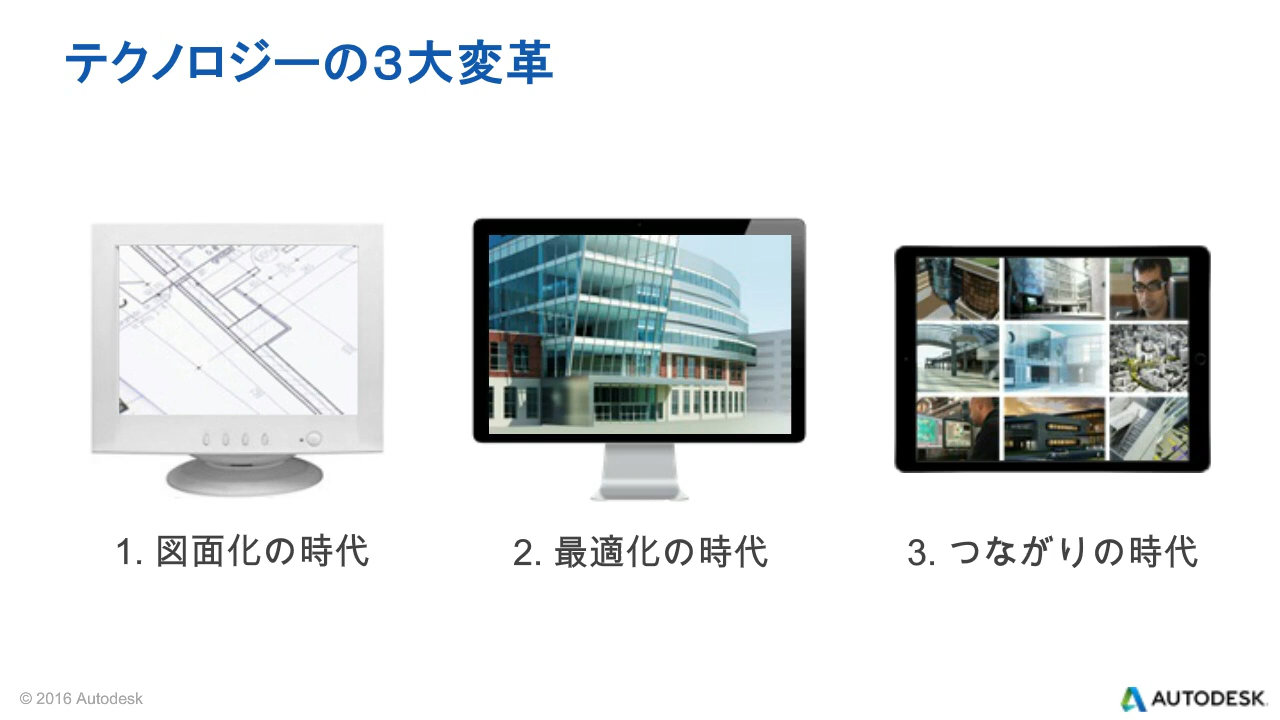 テクノロジーの３大変革
1. 図面化の時代
2. 最適化の時代
3. つながりの時代
© 2016 Autodesk
AUTODESK.